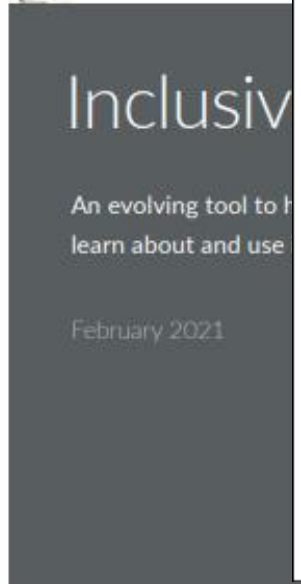 Inclusiv
An evolving tool to h
learn about and use
February 2021